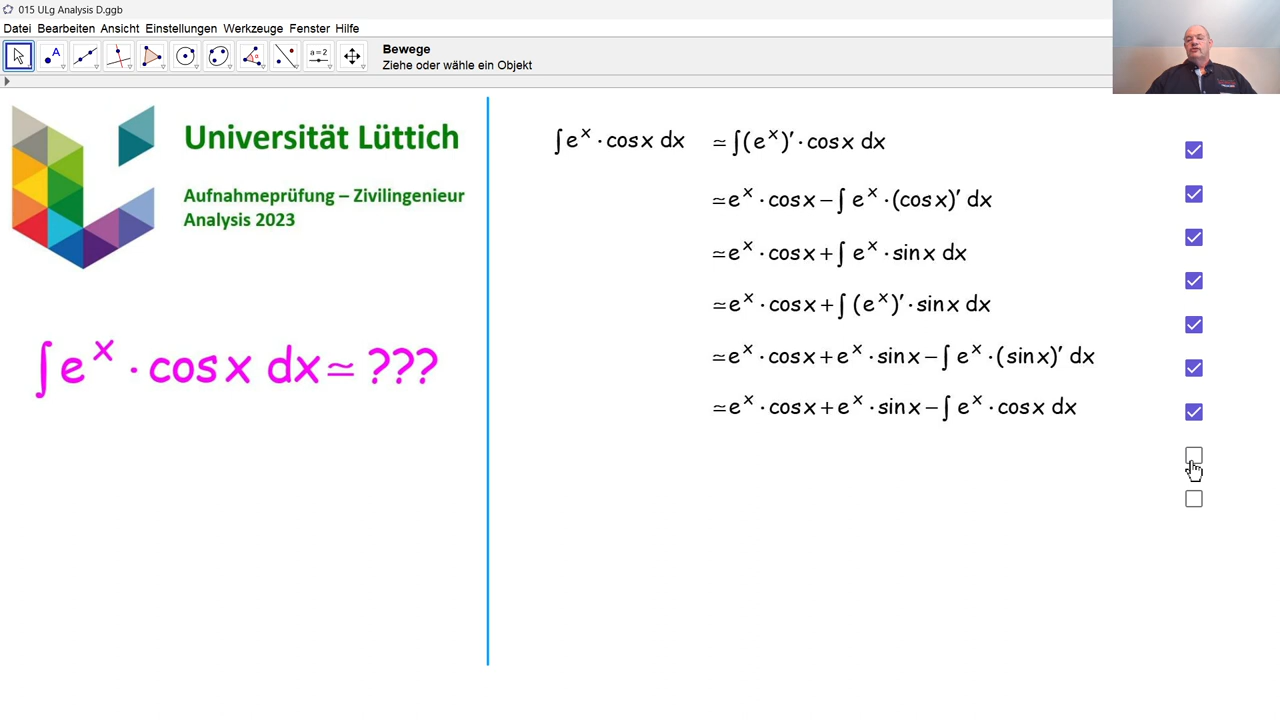 015 ULg Analysis D.ggb
Datei Bearbeiten Ansicht Einstellungen Werkzeuge Fenster Hilfe
A
a=2
Bewege
Ziehe oder wähle ein Objekt
Universität Lüttich
Aufnahmeprüfung – Zivilingenieur
Analysis 2023
∫eˣ · cos x dx ≃ ???
∫eˣ · cos x dx ≃ ∫(eˣ)′ · cos x dx
≃ eˣ · cos x − ∫ eˣ · (cos x)′ dx
≃ eˣ · cos x + ∫ eˣ · sin x dx
≃ eˣ · cos x + ∫ (eˣ)′ · sin x dx
≃ eˣ · cos x + eˣ · sin x − ∫ eˣ · (sin x)′ dx
≃ eˣ · cos x + eˣ · sin x − ∫ eˣ · cos x dx